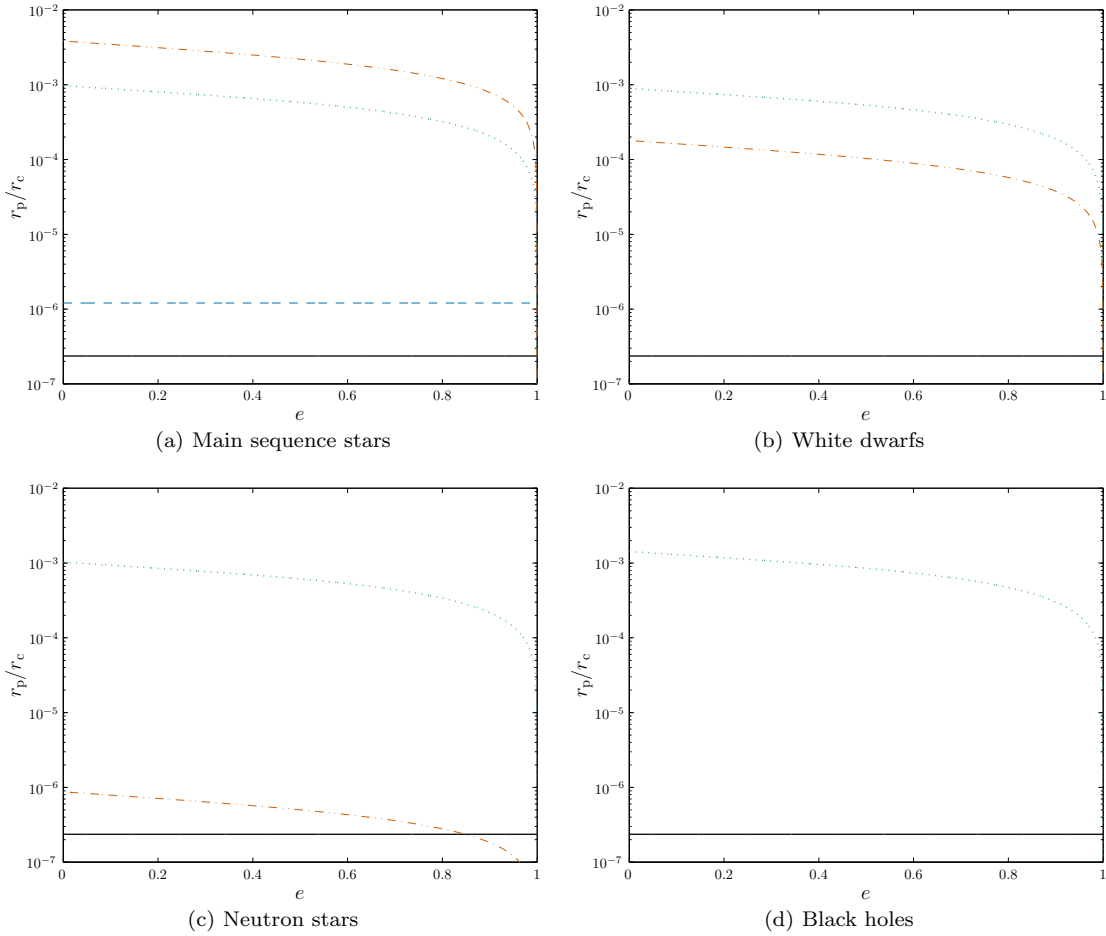 10⁻²
10⁻³
10⁻⁴
10⁻⁵
10⁻⁶
10⁻⁷
r_p/r_c
0 0.2 0.4 0.6 0.8 1
e
(a) Main sequence stars
10⁻²
10⁻³
10⁻⁴
10⁻⁵
10⁻⁶
10⁻⁷
r_p/r_c
0 0.2 0.4 0.6 0.8 1
e
(b) White dwarfs
10⁻²
10⁻³
10⁻⁴
10⁻⁵
10⁻⁶
10⁻⁷
r_p/r_c
0 0.2 0.4 0.6 0.8 1
e
(c) Neutron stars
10⁻²
10⁻³
10⁻⁴
10⁻⁵
10⁻⁶
10⁻⁷
r_p/r_c
0 0.2 0.4 0.6 0.8 1
e
(d) Black holes